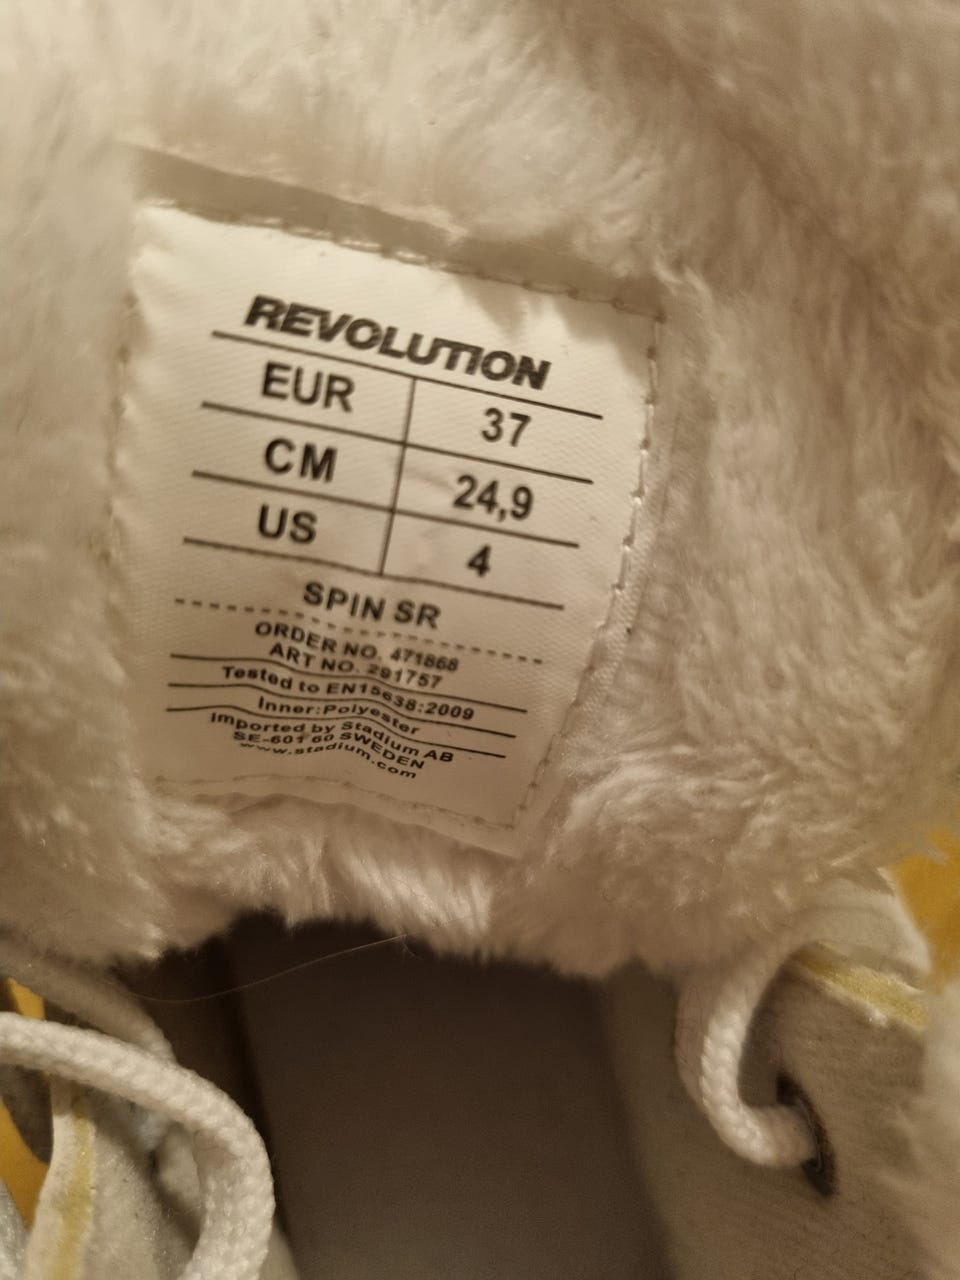 REVOLUTION
EUR 37
CM 24,9
US 4
SPIN SR
ORDER NO. 471868
ART NO. 291757
Tested to EN15638:2009
Inner:Polyester
Imported by Stadium AB
SE-601 60 SWEDEN
www.stadium.com